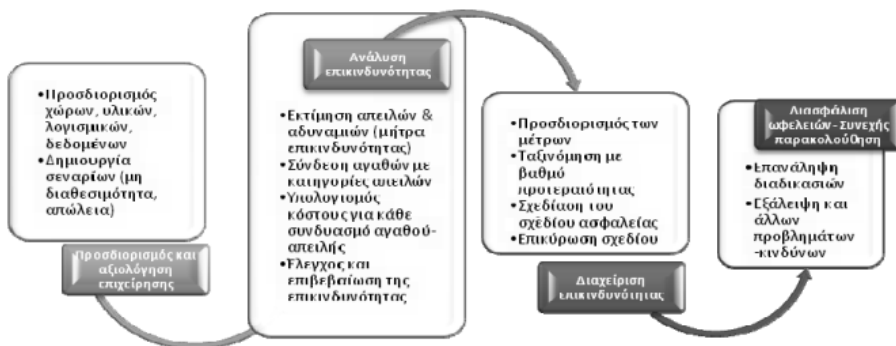 •Προσδιορισμός
χώρων, υλικών,
λογισμικών,
δεδομένων
•Δημιουργία
σεναρίων (μη
διαθεσιμότητα,
απώλεια)
Προσδιορισμός και
αξιολόγηση
επιχείρησης
Ανάλυση
επικινδυνότητας
•Εκτίμηση απειλών &
αδυναμιών (μήτρα
επικινδυνότητας)
•Σύνδεση αγαθών με
κατηγορίες απειλών
•Υπολογισμός
κόστους για κάθε
συνδυασμό αγαθού-
απειλής
•Έλεγχος και
επιβεβαίωση της
επικινδυνότητας
•Προσδιορισμός των
μέτρων
•Ταξινόμηση με
βαθμό
προτεραιότητας
•Σχεδίαση του
σχεδίου ασφαλείας
•Επικύρωση σχεδίου
Διαχείριση
επικινδυνότητας
Διασφάλιση
ωφελειών - Συνεχής
παρακολούθηση
•Επανάληψη
διαδικασιών
•Εξάλειψη και
άλλων
προβλημάτων
-κινδύνων